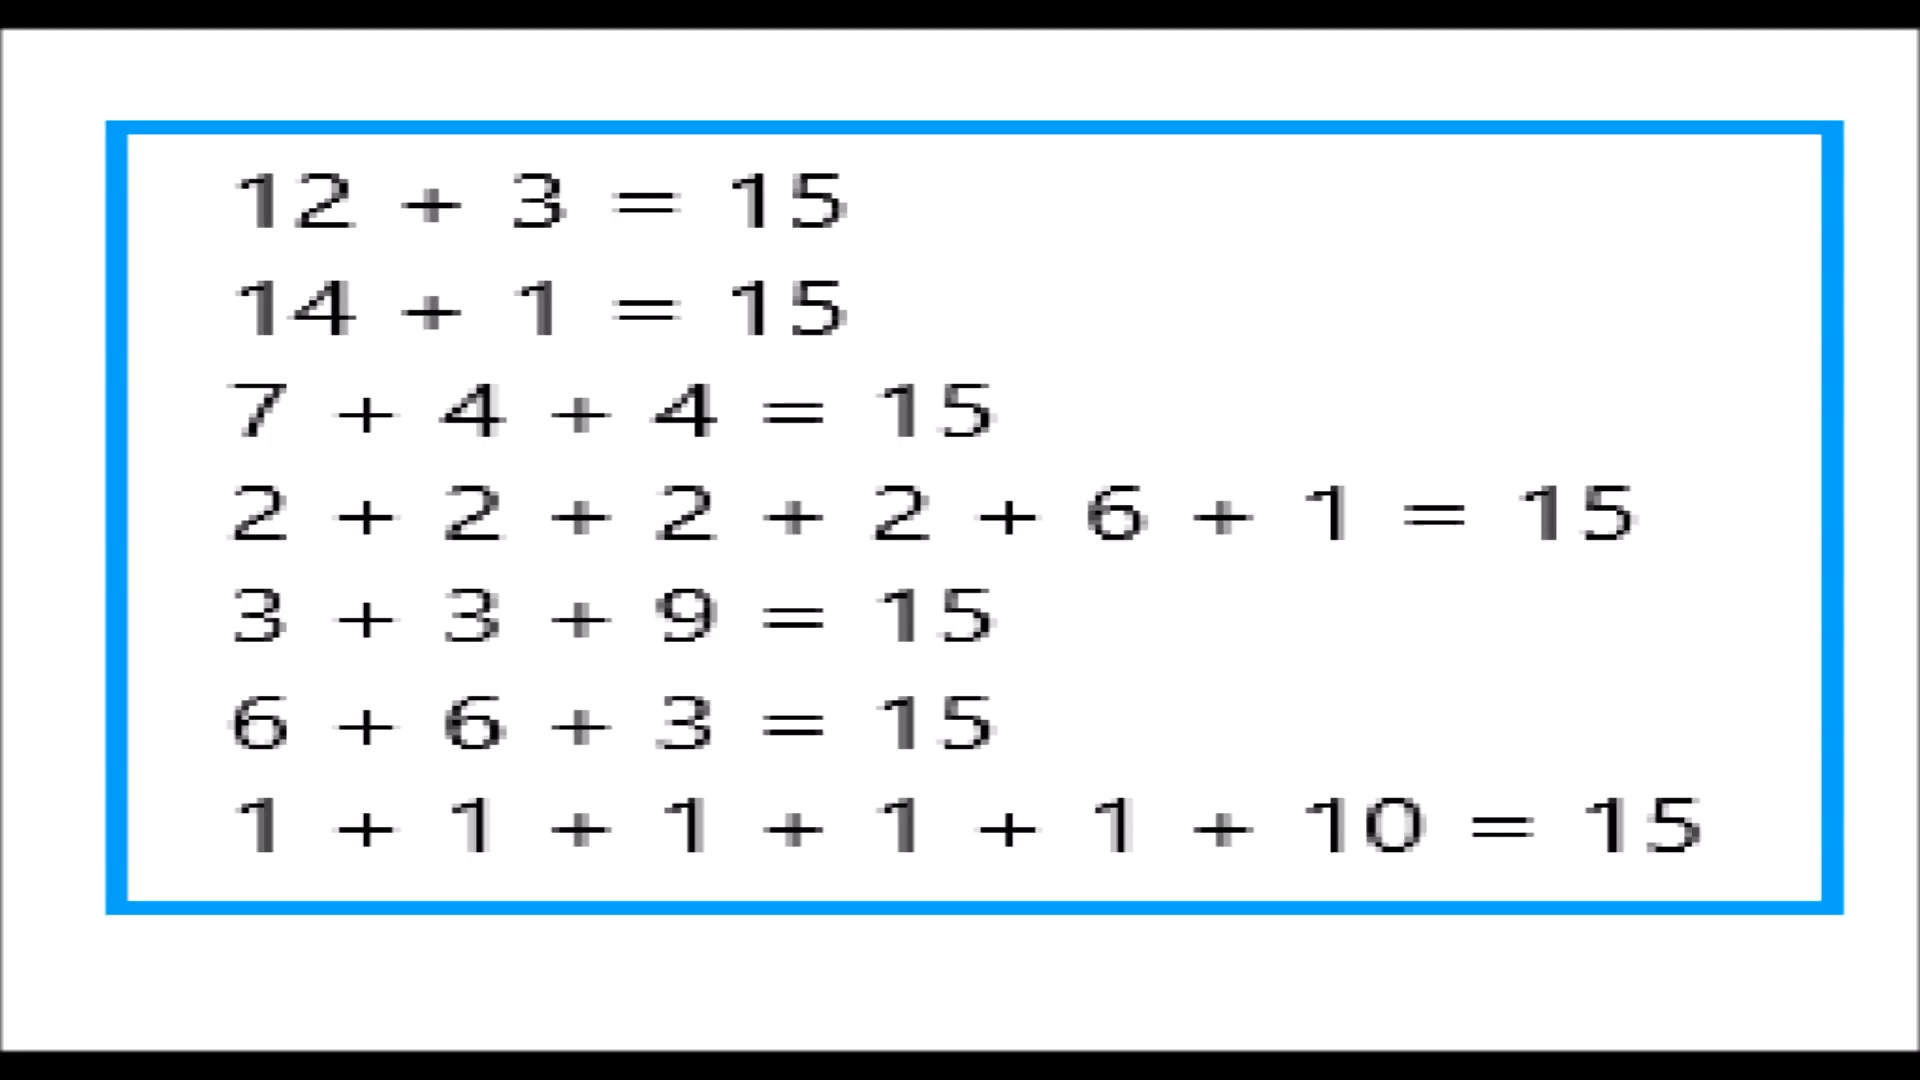 12 + 3 = 15
14 + 1 = 15
7 + 4 + 4 = 15
2 + 2 + 2 + 2 + 6 + 1 = 15
3 + 3 + 9 = 15
6 + 6 + 3 = 15
1 + 1 + 1 + 1 + 1 + 10 = 15